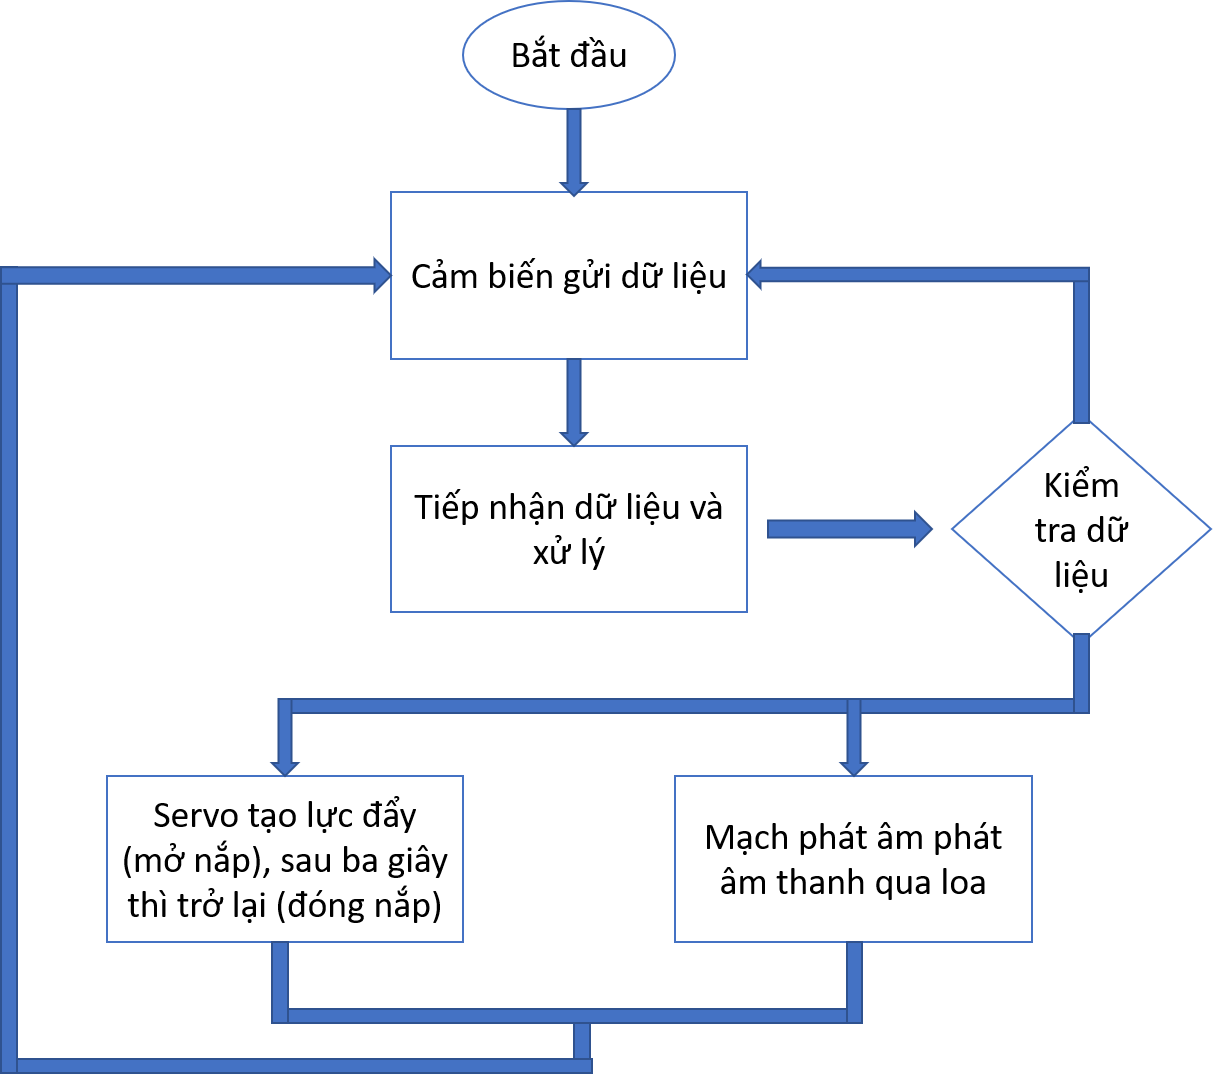 Bắt đầu
Cảm biến gửi dữ liệu
Tiếp nhận dữ liệu và
xử lý
Kiểm
tra dữ
liệu
Servo tạo lực đẩy
(mở nắp), sau ba giây
thì trở lại (đóng nắp)
Mạch phát âm phát
âm thanh qua loa